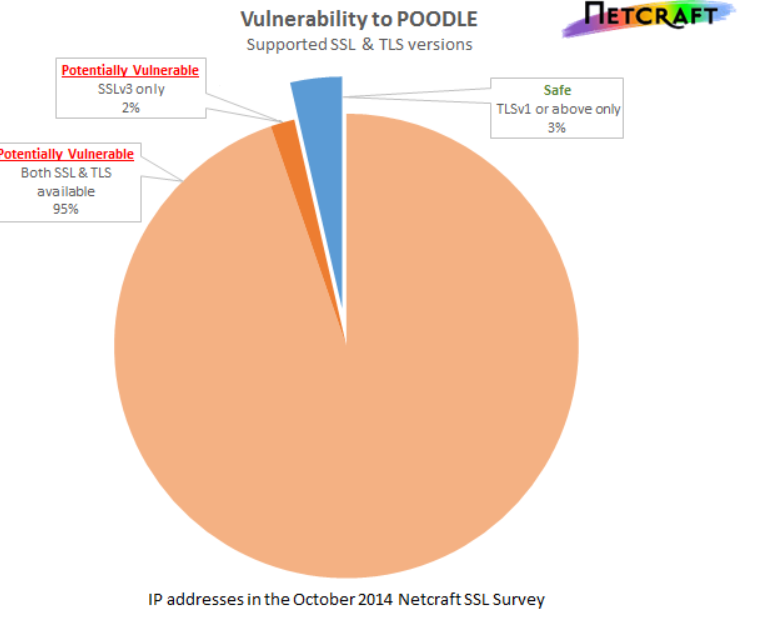 Vulnerability to POODLE
Supported SSL & TLS versions
NETCRAFT
Potentially Vulnerable
SSLv3 only
2%
Safe
TLSv1 or above only
3%
Potentially Vulnerable
Both SSL & TLS
available
95%
IP addresses in the October 2014 Netcraft SSL Survey